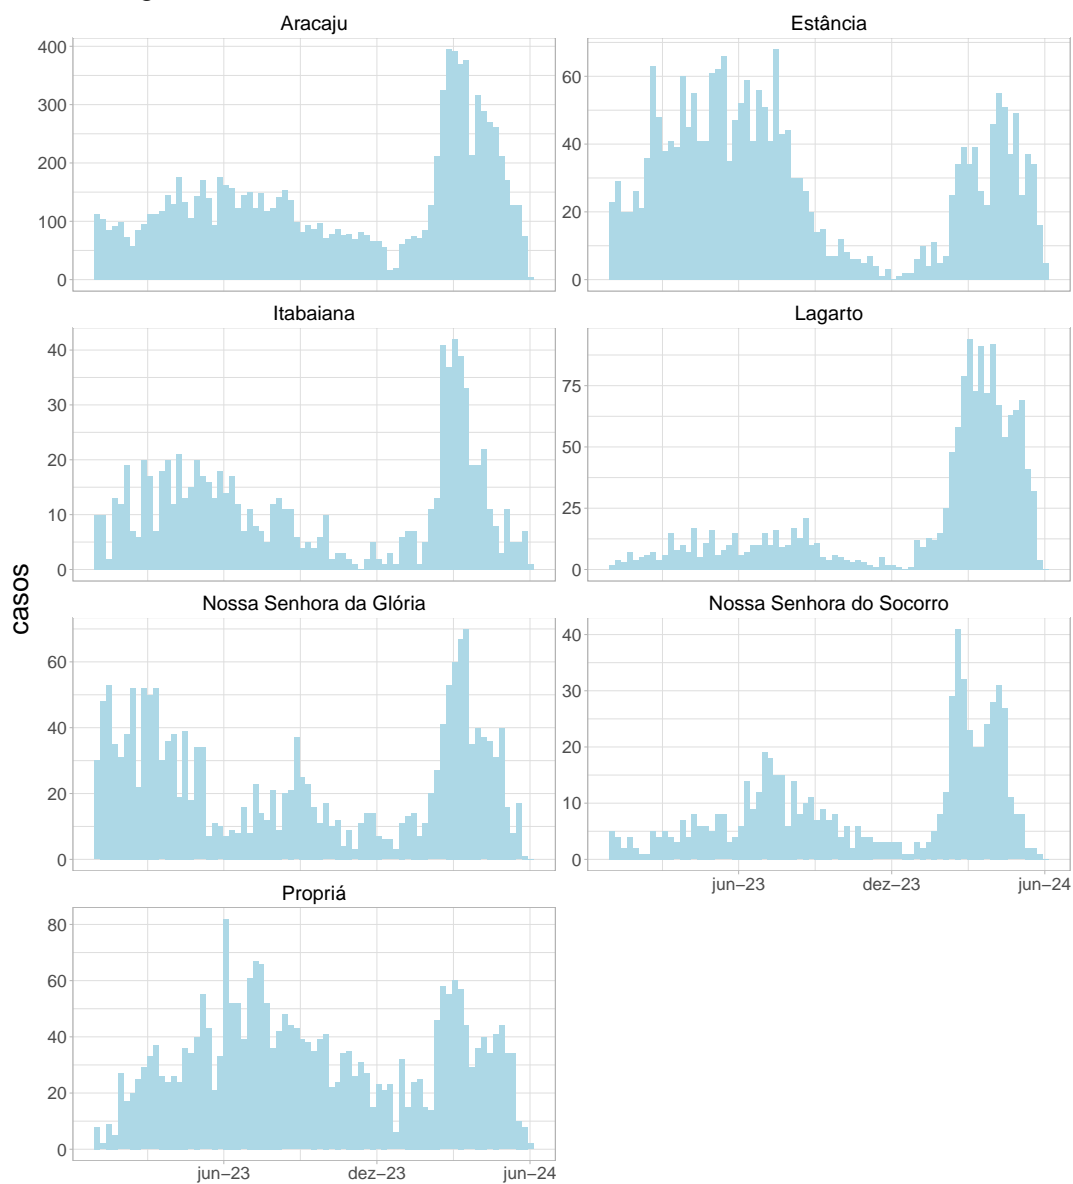 Aracaju
Estância
400
300
200
100
0
60
40
20
0
Itabaiana
Lagarto
40
30
20
10
0
75
50
25
0
casos
Nossa Senhora da Glória
Nossa Senhora do Socorro
60
40
20
0
40
30
20
10
0
jun−23
dez−23
jun−24
Propriá
80
60
40
20
0
jun−23
dez−23
jun−24